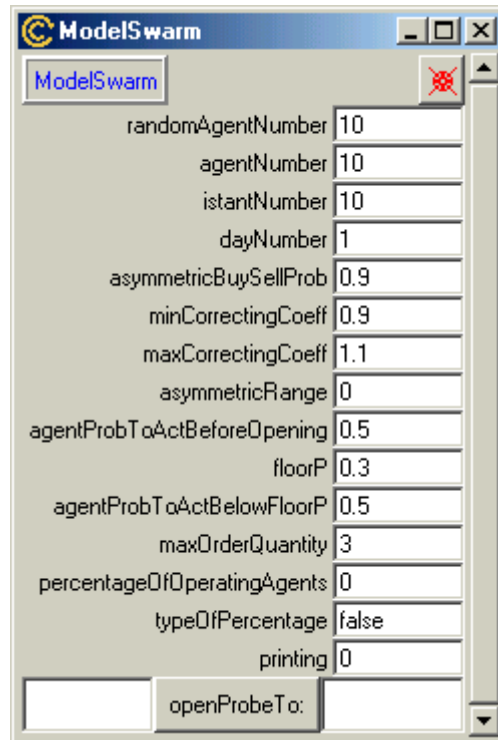 ModelSwarm
ModelSwarm
randomAgentNumber 10
agentNumber 10
istantNumber 10
dayNumber 1
asymmetricBuySellProb 0.9
minCorrectingCoeff 0.9
maxCorrectingCoeff 1.1
asymmetricRange 0
agentProbToActBeforeOpening 0.5
floorP 0.3
agentProbToActBelowFloorP 0.5
maxOrderQuantity 3
percentageOfOperatingAgents 0
typeOfPercentage false
printing 0
openProbeTo: